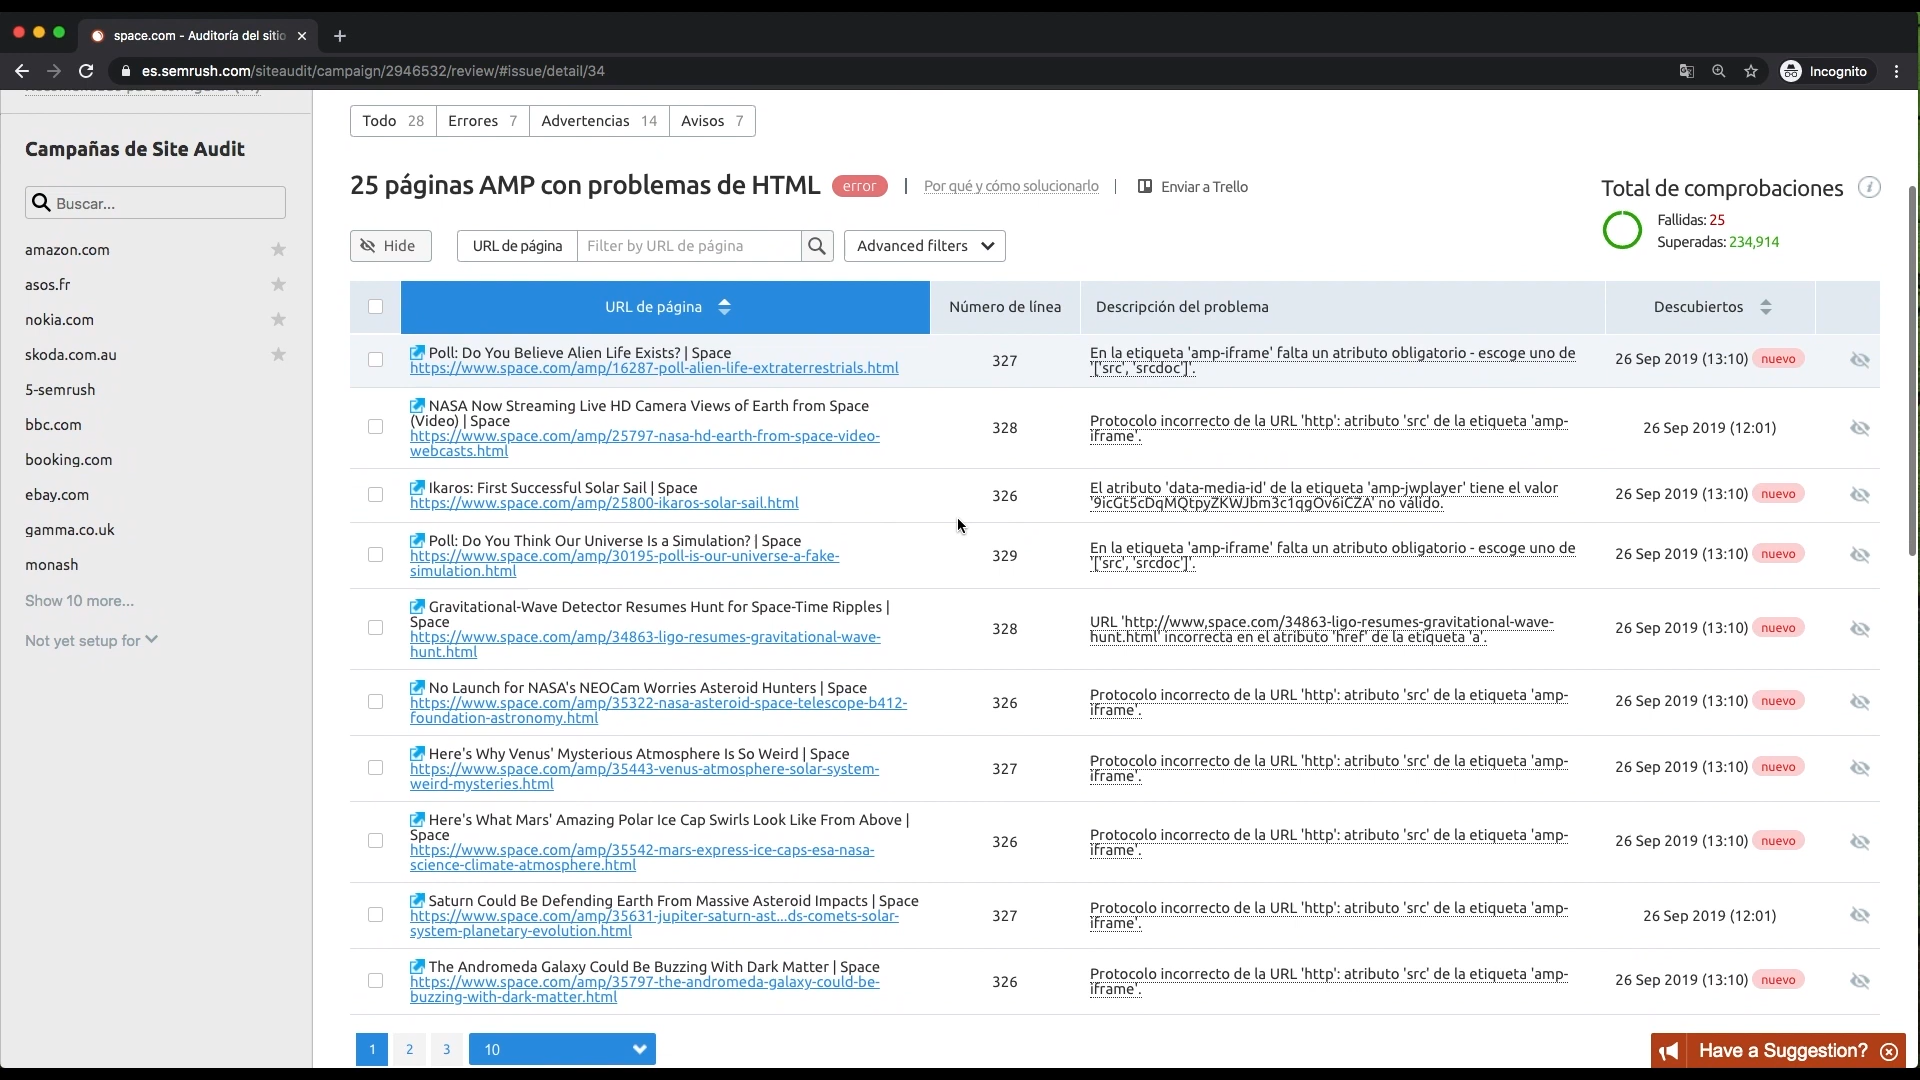 space.com - Auditoría del sitio
es.semrush.com/siteaudit/campaign/2946532/review/#issue/detail/34
Incognito
Campañas de Site Audit
Buscar...
amazon.com
asos.fr
nokia.com
skoda.com.au
5-semrush
bbc.com
booking.com
ebay.com
gamma.co.uk
monash
Show 10 more...
Not yet setup for
Todo 28 Errores 7 Advertencias 14 Avisos 7
25 páginas AMP con problemas de HTML error | Por qué y cómo solucionarlo | Enviar a Trello
Total de comprobaciones i
Fallidas: 25
Superadas: 234,914
Hide URL de página Filter by URL de página Advanced filters
URL de página Número de línea Descripción del problema Descubiertos
Poll: Do You Believe Alien Life Exists? | Space
https://www.space.com/amp/16287-poll-alien-life-extraterrestrials.html
327
En la etiqueta 'amp-iframe' falta un atributo obligatorio - escoge uno de
'['src', 'srcdoc']'.
26 Sep 2019 (13:10) nuevo
NASA Now Streaming Live HD Camera Views of Earth from Space
(Video) | Space
https://www.space.com/amp/25797-nasa-hd-earth-from-space-video-
webcasts.html
328
Protocolo incorrecto de la URL 'http': atributo 'src' de la etiqueta 'amp-
iframe'.
26 Sep 2019 (12:01)
Ikaros: First Successful Solar Sail | Space
https://www.space.com/amp/25800-ikaros-solar-sail.html
326
El atributo 'data-media-id' de la etiqueta 'amp-jwplayer' tiene el valor
'9icGt5cDqMQtpyZKWJbm3c1qgOv6iCZA' no válido.
26 Sep 2019 (13:10) nuevo
Poll: Do You Think Our Universe Is a Simulation? | Space
https://www.space.com/amp/30195-poll-is-our-universe-a-fake-
simulation.html
329
En la etiqueta 'amp-iframe' falta un atributo obligatorio - escoge uno de
'['src', 'srcdoc']'.
26 Sep 2019 (13:10) nuevo
Gravitational-Wave Detector Resumes Hunt for Space-Time Ripples |
Space
https://www.space.com/amp/34863-ligo-resumes-gravitational-wave-
hunt.html
328
URL 'http://www,space.com/34863-ligo-resumes-gravitational-wave-
hunt.html' incorrecta en el atributo 'href' de la etiqueta 'a'.
26 Sep 2019 (13:10) nuevo
No Launch for NASA's NEOCam Worries Asteroid Hunters | Space
https://www.space.com/amp/35322-nasa-asteroid-space-telescope-b412-
foundation-astronomy.html
326
Protocolo incorrecto de la URL 'http': atributo 'src' de la etiqueta 'amp-
iframe'.
26 Sep 2019 (13:10) nuevo
Here's Why Venus' Mysterious Atmosphere Is So Weird | Space
https://www.space.com/amp/35443-venus-atmosphere-solar-system-
weird-mysteries.html
327
Protocolo incorrecto de la URL 'http': atributo 'src' de la etiqueta 'amp-
iframe'.
26 Sep 2019 (13:10) nuevo
Here's What Mars' Amazing Polar Ice Cap Swirls Look Like From Above |
Space
https://www.space.com/amp/35542-mars-express-ice-caps-esa-nasa-
science-climate-atmosphere.html
326
Protocolo incorrecto de la URL 'http': atributo 'src' de la etiqueta 'amp-
iframe'.
26 Sep 2019 (13:10) nuevo
Saturn Could Be Defending Earth From Massive Asteroid Impacts | Space
https://www.space.com/amp/35631-jupiter-saturn-ast...ds-comets-solar-
system-planetary-evolution.html
327
Protocolo incorrecto de la URL 'http': atributo 'src' de la etiqueta 'amp-
iframe'.
26 Sep 2019 (12:01)
The Andromeda Galaxy Could Be Buzzing With Dark Matter | Space
https://www.space.com/amp/35797-the-andromeda-galaxy-could-be-
buzzing-with-dark-matter.html
326
Protocolo incorrecto de la URL 'http': atributo 'src' de la etiqueta 'amp-
iframe'.
26 Sep 2019 (13:10) nuevo
1 2 3 10
Have a Suggestion?